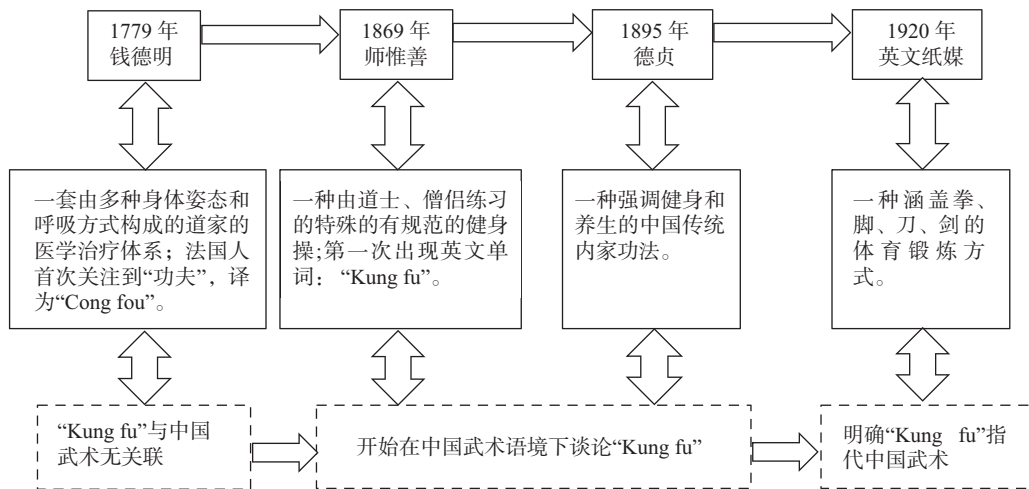 1779 年
钱德明
1869 年
师惟善
1895 年
德贞
1920 年
英文纸媒
一套由多种身体姿态和
呼吸方式构成的道家的
医学治疗体系；法国人
首次关注到“功夫”，译
为“Cong fou”。
一种由道士、僧侣练习
的特殊的有规范的健身
操;第一次出现英文单
词： “Kung fu”。
一种强调健身和
养生的中国传统
内家功法。
一种涵盖拳、
脚、刀、剑的
体育锻炼方
式。
“Kung fu”与中国
武术无关联
开始在中国武术语境下谈论“Kung fu”
明确“Kung fu”指
代中国武术